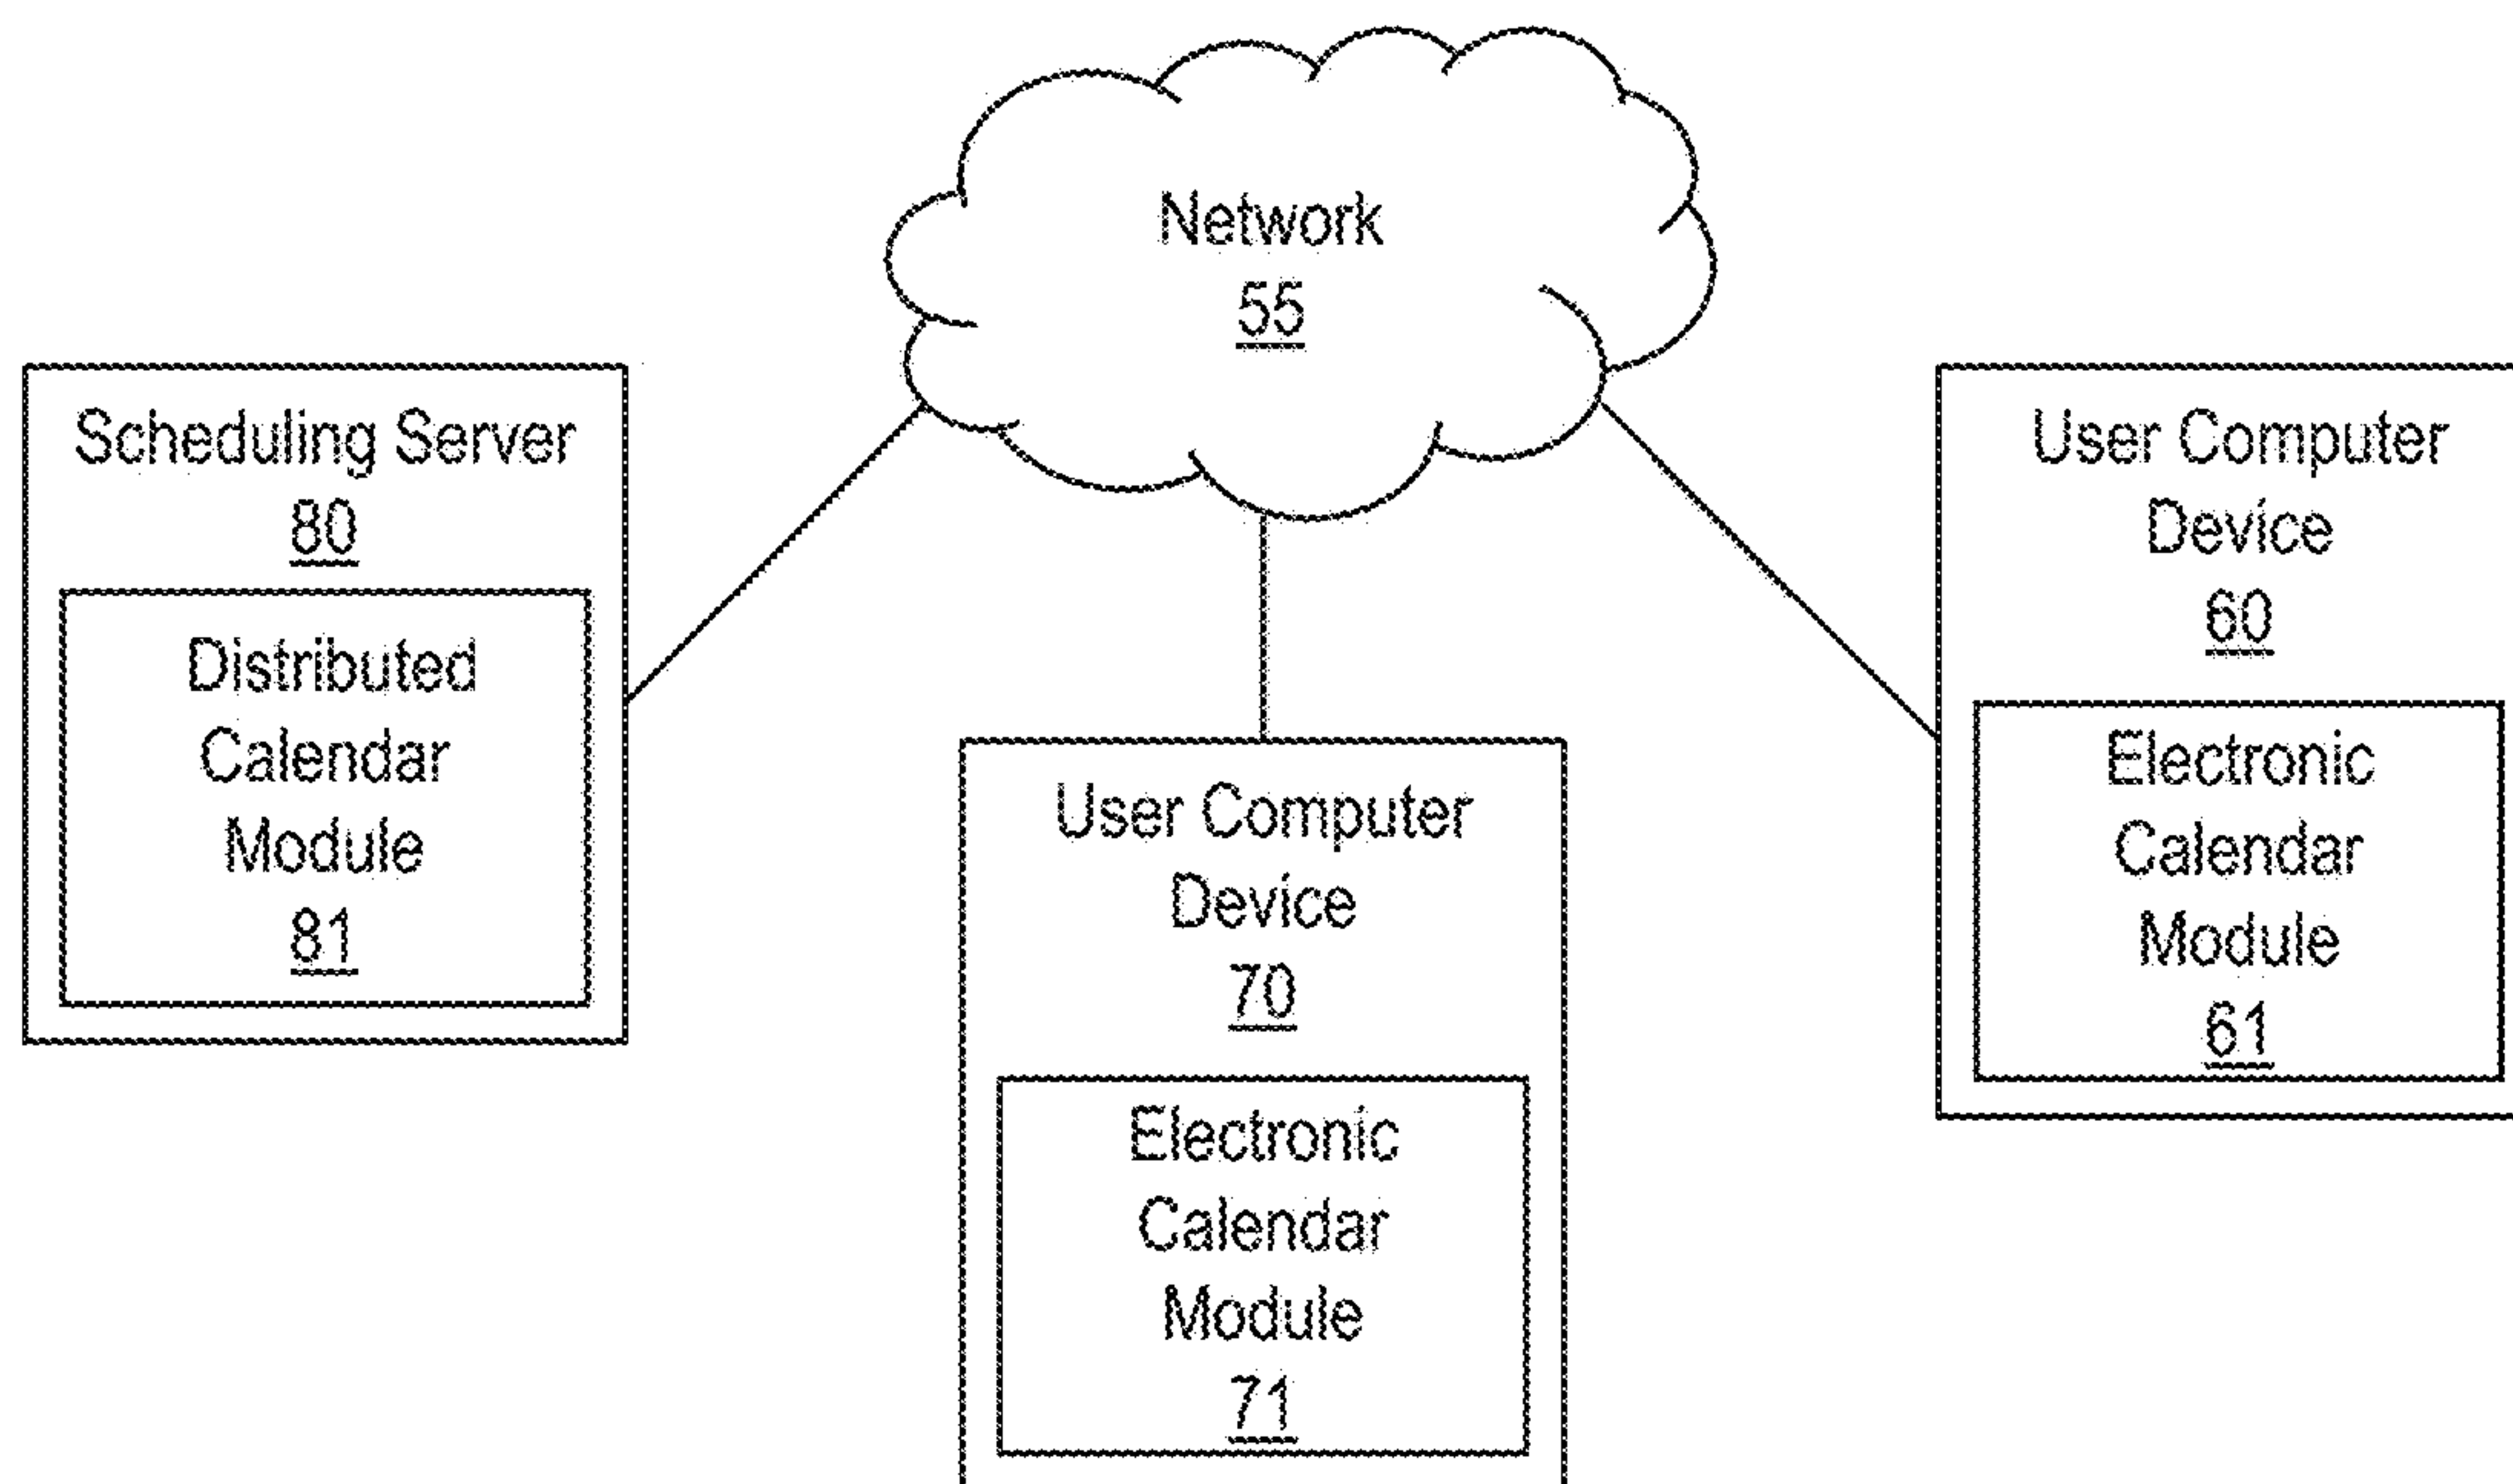 Network
55
Scheduling Server
80
Distributed
Calendar
Module
81
User Computer
Device
70
Electronic
Calendar
Module
71
User Computer
Device
60
Electronic
Calendar
Module
61